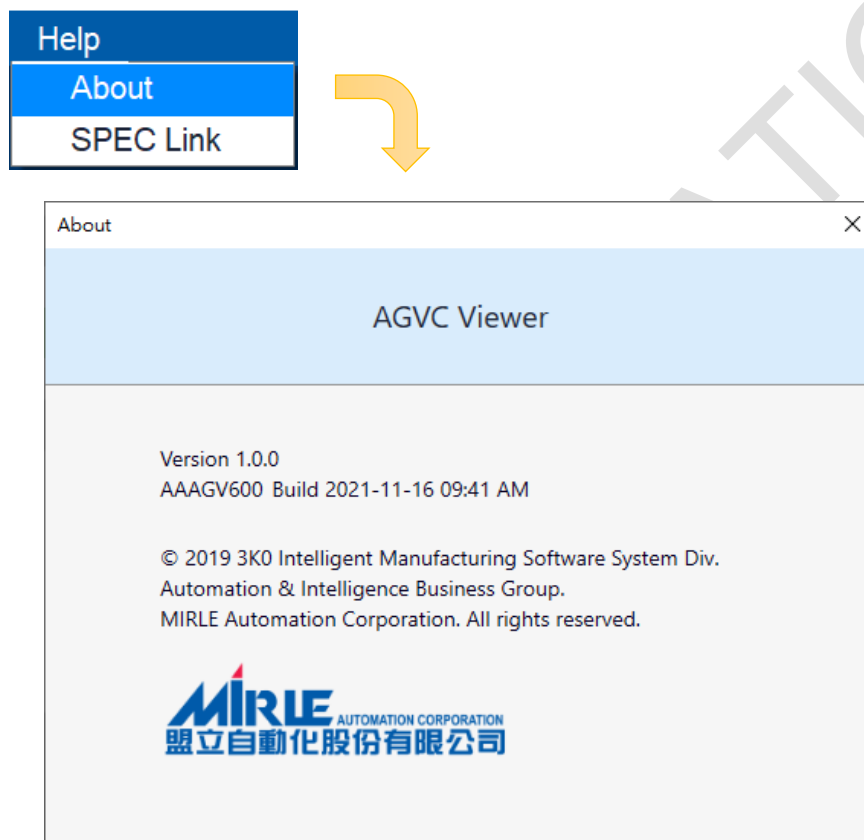 Help
About
SPEC Link
About
AGVC Viewer
Version 1.0.0
AAAGV600 Build 2021-11-16 09:41 AM
© 2019 3K0 Intelligent Manufacturing Software System Div.
Automation & Intelligence Business Group.
MIRLE Automation Corporation. All rights reserved.
MIRLE AUTOMATION CORPORATION
盟立自動化股份有限公司